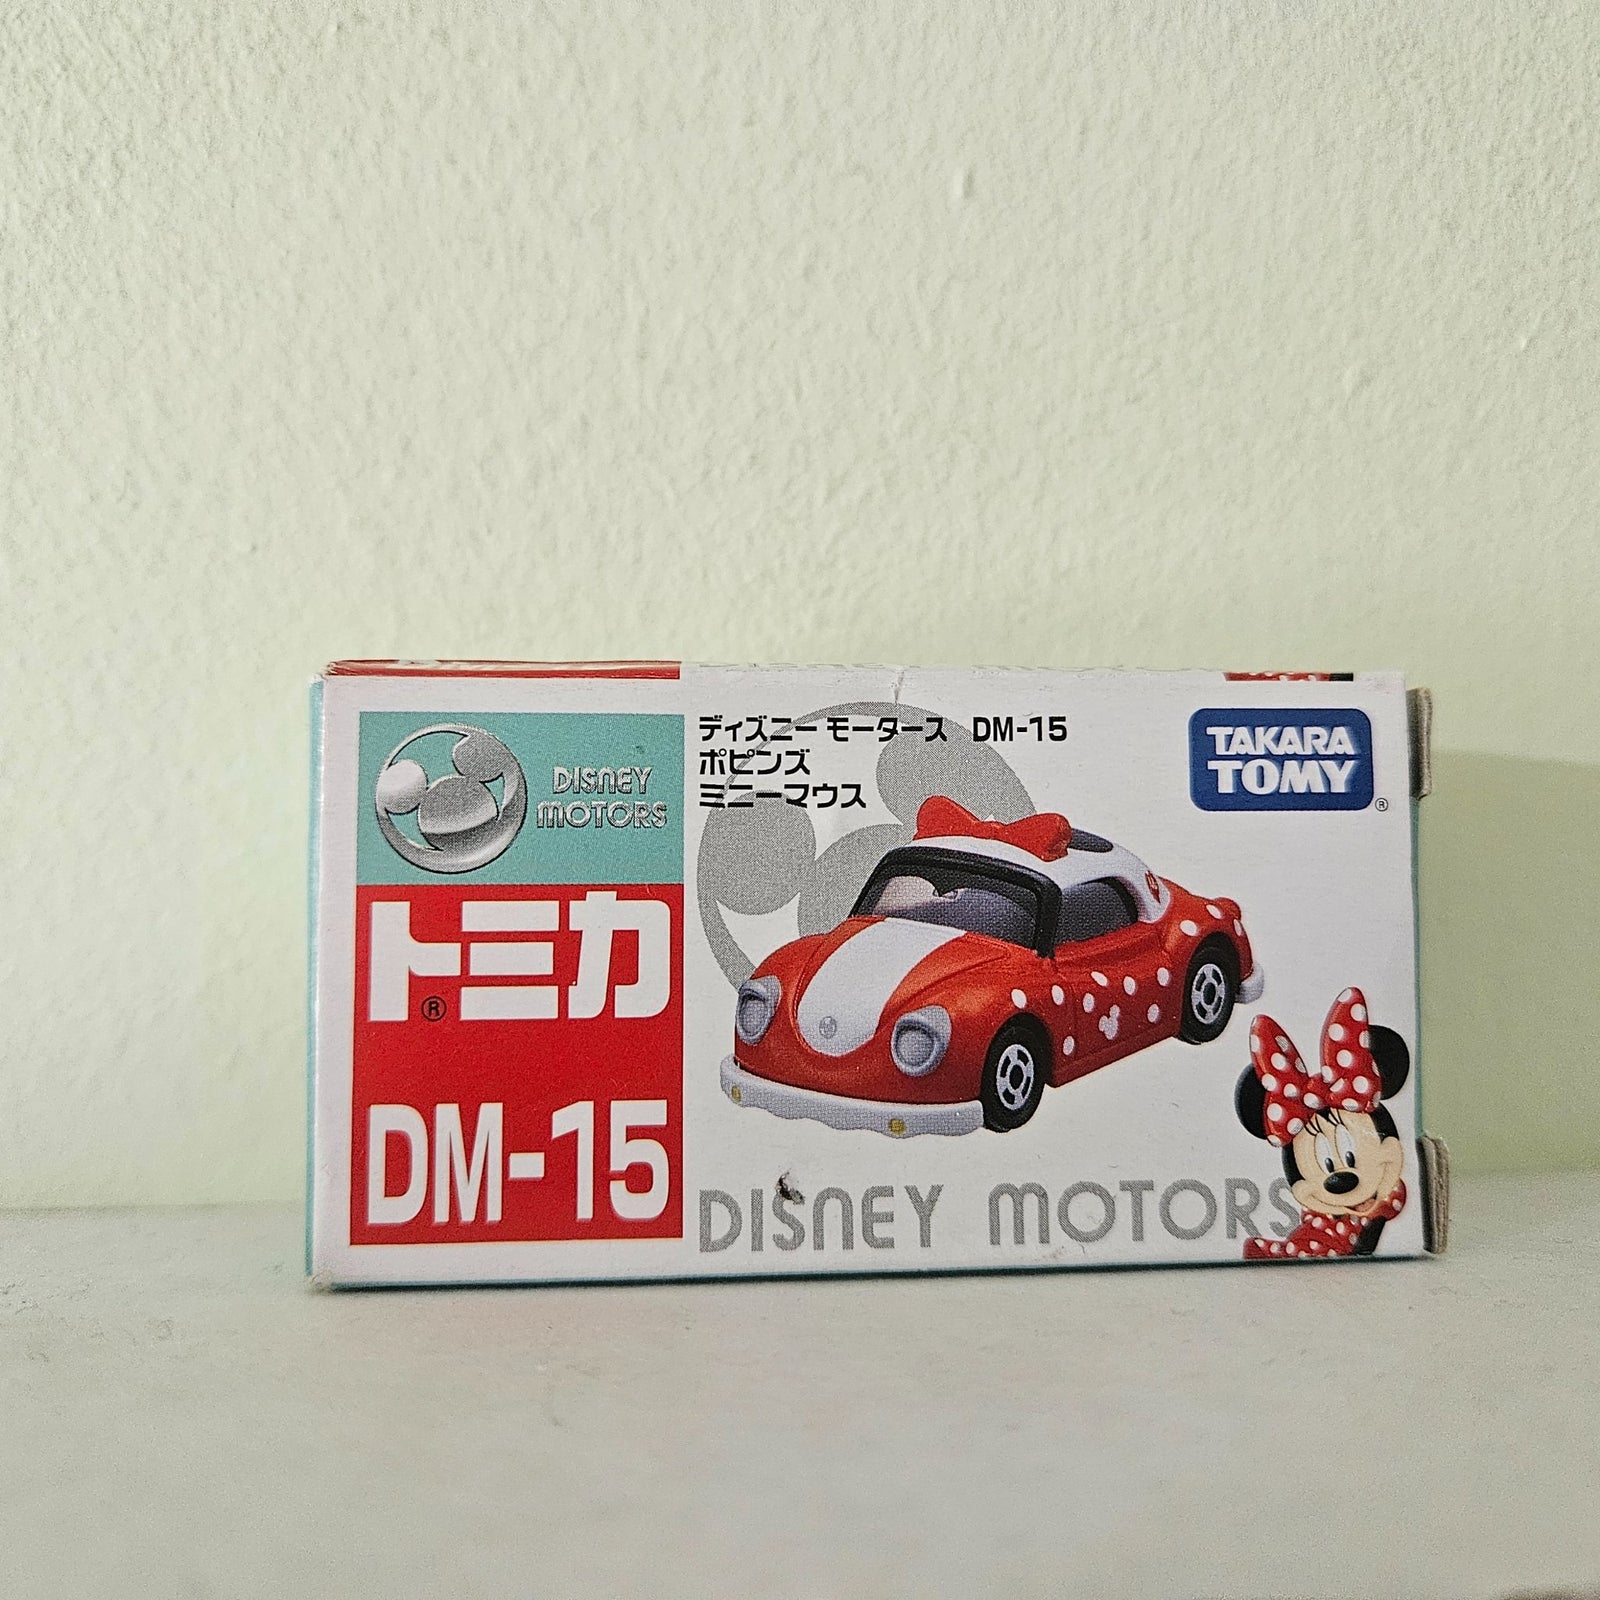 DISNEY
MOTORS
トミカ
®
DM-15
ディズニー モータース DM-15
ポピンズ
ミニーマウス
TAKARA
TOMY
®
DISNEY MOTORS